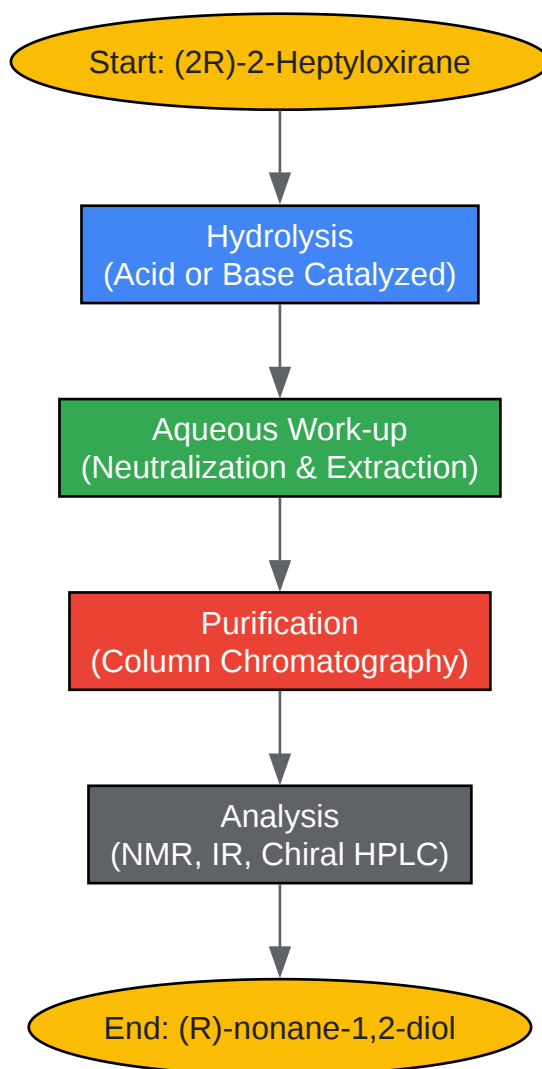 Start: (2R)-2-Heptyloxirane
Hydrolysis
(Acid or Base Catalyzed)
Aqueous Work-up
(Neutralization & Extraction)
Purification
(Column Chromatography)
Analysis
(NMR, IR, Chiral HPLC)
End: (R)-nonane-1,2-diol